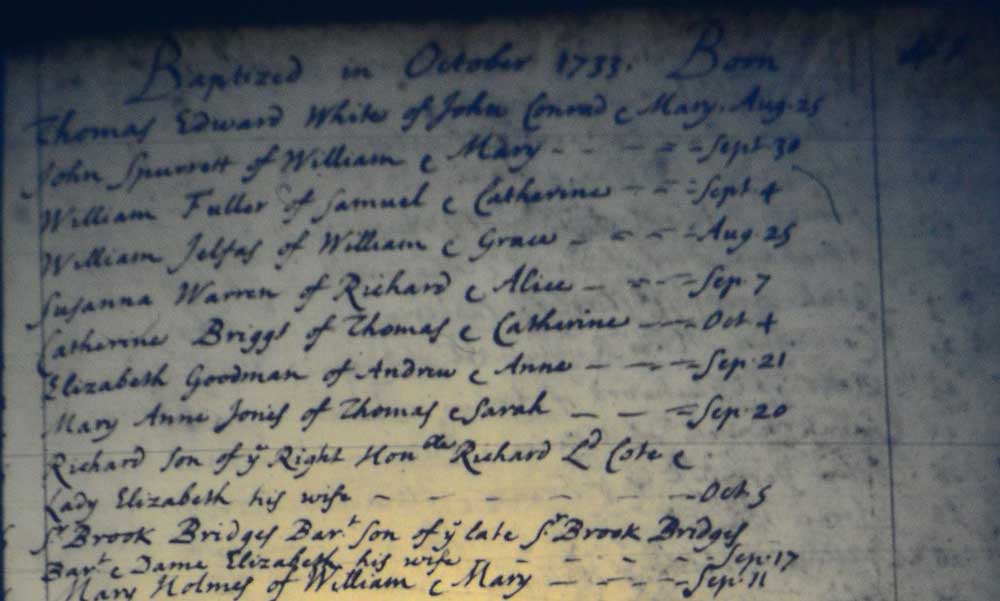 Baptized in October 1733. Born
Thomas Edward White of John Conrad & Mary. Aug. 25
John Spurrett of William & Mary - - - - - Sept. 30
William Fuller of Samuel & Catharine - - - Sept. 4
William Jelfas of William & Grace - - - - Aug. 25
Susanna Warren of Richard & Alice - - - - Sep. 7
Catherine Briggs of Thomas & Catherine - - - Oct. 4
Elizabeth Goodman of Andrew & Anne - - - - Sep. 21
Mary Anne Jones of Thomas & Sarah - - - - Sep. 20
Richard son of yͤ Right Honᵇˡᵉ Richard Lᵈ Cote &
Lady Elizabeth his wife - - - - - - - Oct. 5
Sʳ Brook Bridges Barᵗ. son of yͤ late Sʳ. Brook Bridges
Barᵗ & Dame Elizabeth his wife - - - - Sep. 17
Mary Holmes of William & Mary - - - - Sep. 11